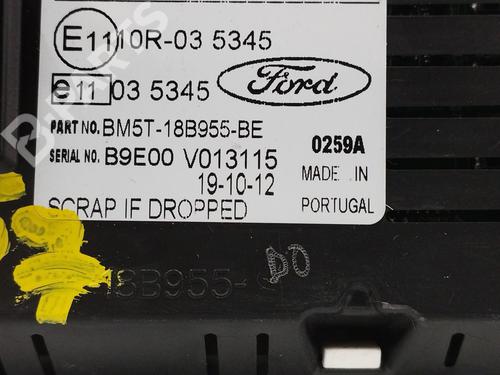 B-PARTS
E11 10R-03 5345
e11 03 5345
Ford
PART NO. BM5T-18B955-BE
SERIAL NO. B9E00 V013115
0259A
19-10-12
MADE IN
PORTUGAL
SCRAP IF DROPPED
18B955-